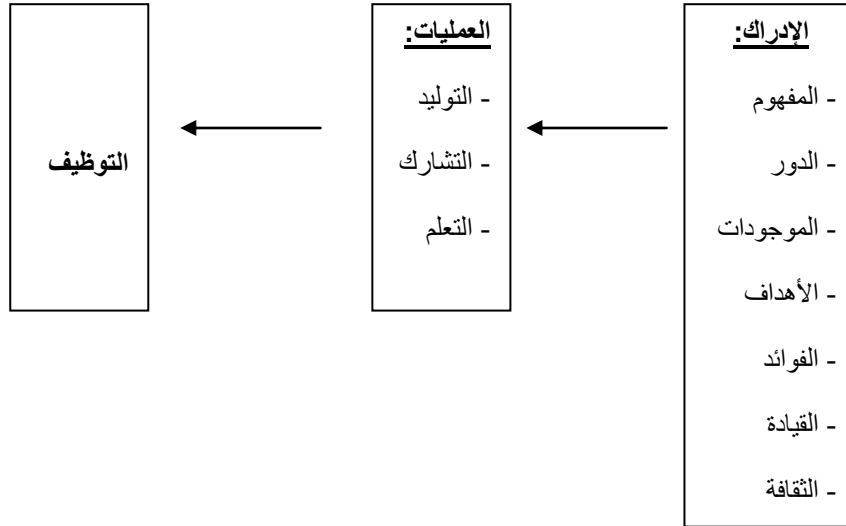 الإدراك:
- المفهوم
- الدور
- الموجودات
- الأهداف
- الفوائد
- القيادة
- الثقافة
العمليات:
- التوليد
- التشارك
- التعلم
التوظيف